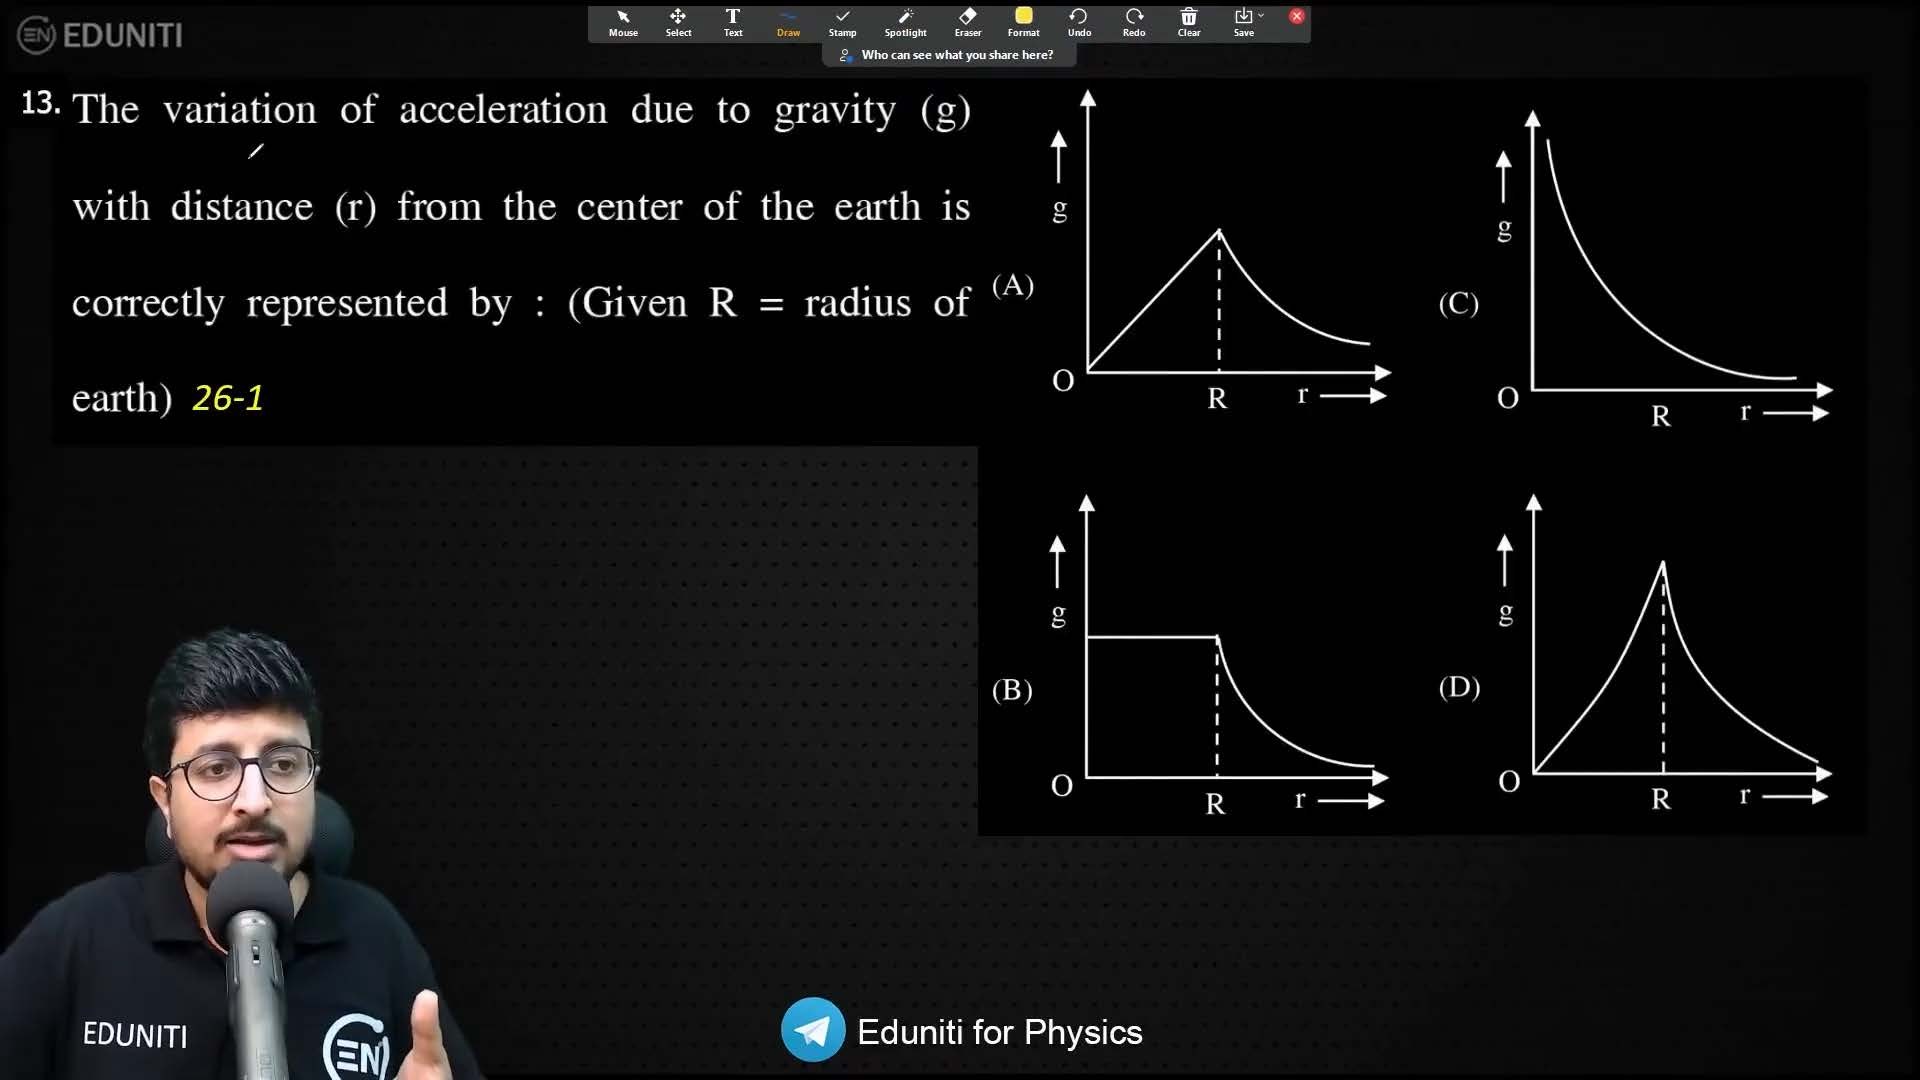 EN EDUNITI
Mouse Select Text Draw Stamp Spotlight Eraser Format Undo Redo Clear Save
Who can see what you share here?
13. The variation of acceleration due to gravity (g)
with distance (r) from the center of the earth is
correctly represented by : (Given R = radius of
earth) 26-1
(A)
g
O
R
r
(C)
g
O
R
r
(B)
g
O
R
r
(D)
g
O
R
r
EDUNITI
EN
Eduniti for Physics